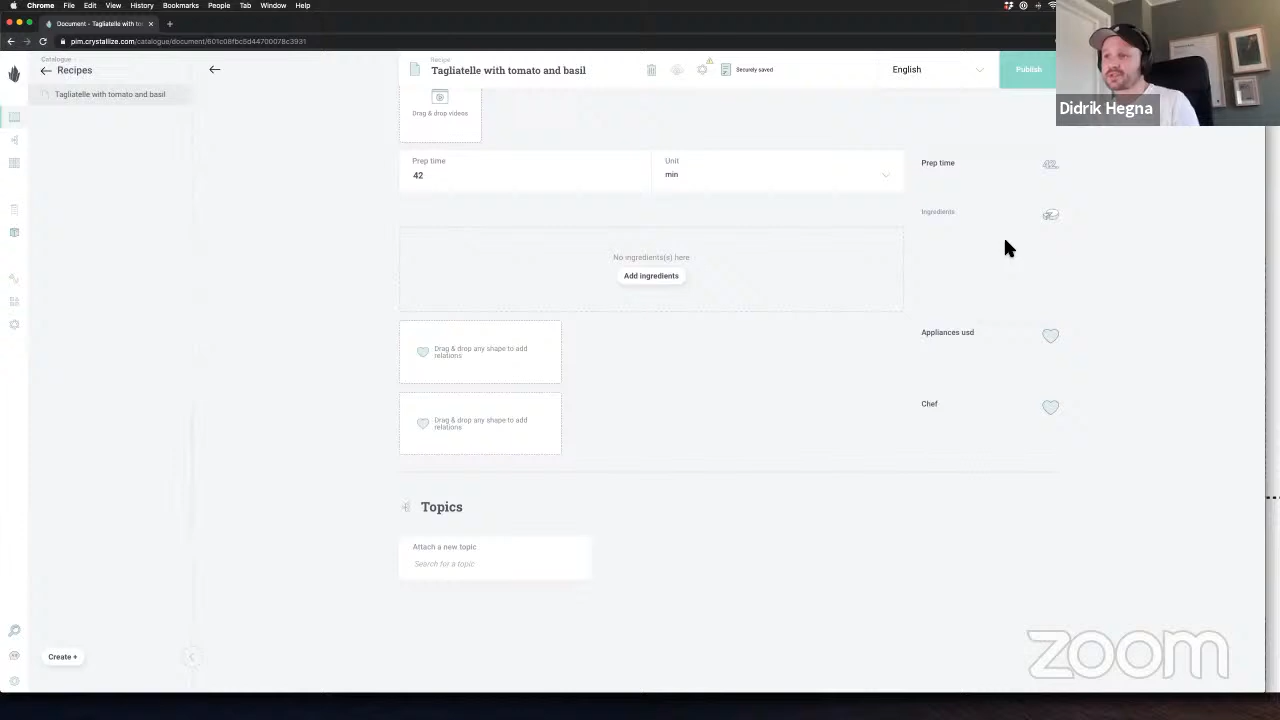 Chrome File Edit View History Bookmarks People Tab Window Help
Document - Tagliatelle with to
pim.crystallize.com/catalogue/document/601c08fbc5d44700078c3931
Catalogue
Recipes
Tagliatelle with tomato and basil
Recipe
Tagliatelle with tomato and basil
Securely saved
English
Publish
Didrik Hegna
Drag & drop videos
Prep time
42
Unit
min
Prep time
42
Ingredients
No ingredients(s) here
Add ingredients
Drag & drop any shape to add
relations
Appliances usd
Drag & drop any shape to add
relations
Chef
Topics
Attach a new topic
Search for a topic
Create +
zoom